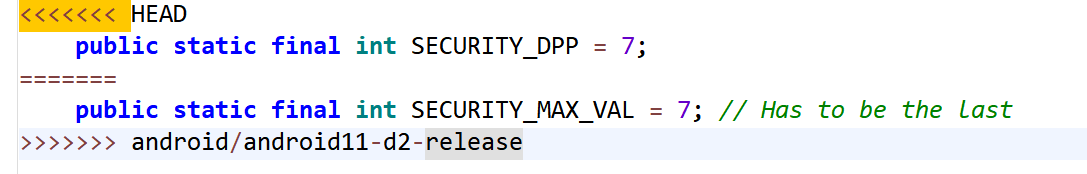 <<<<<<< HEAD
    public static final int SECURITY_DPP = 7;
=======
    public static final int SECURITY_MAX_VAL = 7; // Has to be the last
>>>>>>> android/android11-d2-release